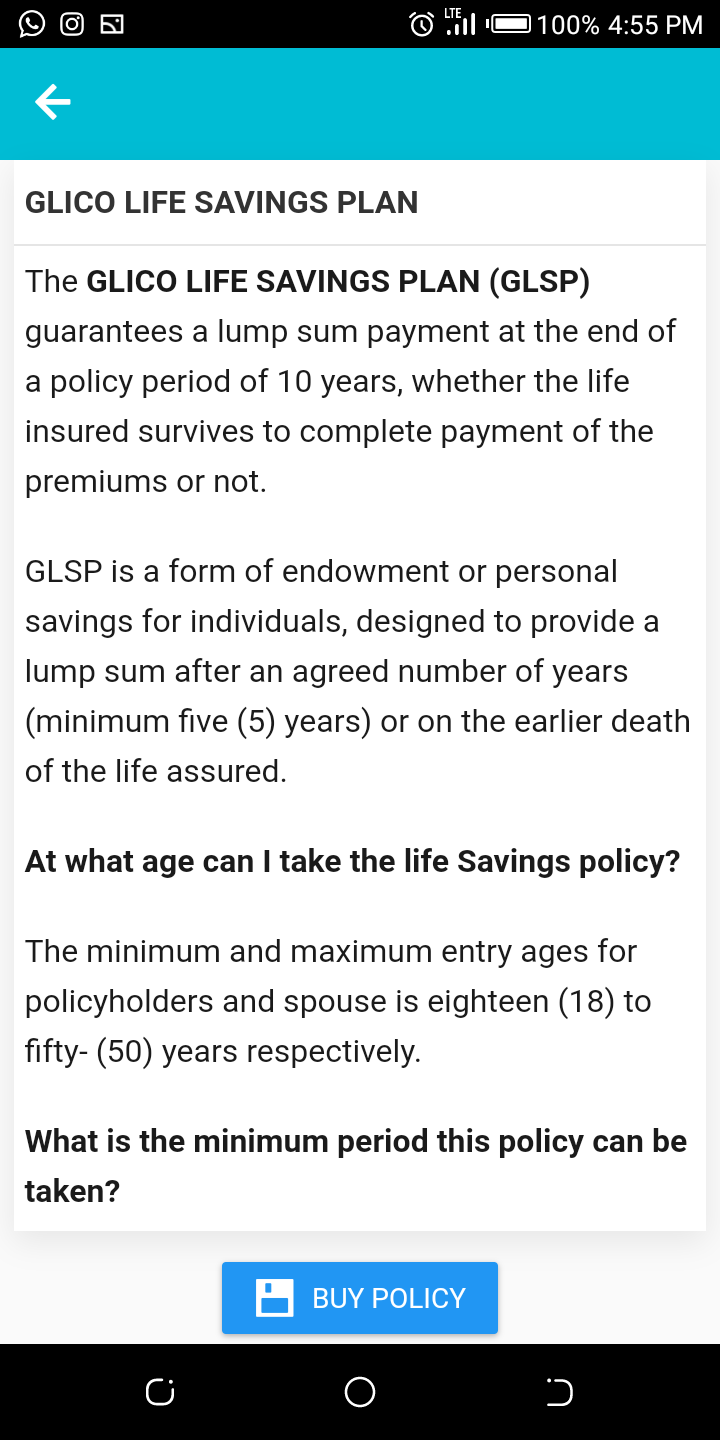 LTE 100% 4:55 PM
GLICO LIFE SAVINGS PLAN
The GLICO LIFE SAVINGS PLAN (GLSP)
guarantees a lump sum payment at the end of
a policy period of 10 years, whether the life
insured survives to complete payment of the
premiums or not.
GLSP is a form of endowment or personal
savings for individuals, designed to provide a
lump sum after an agreed number of years
(minimum five (5) years) or on the earlier death
of the life assured.
At what age can I take the life Savings policy?
The minimum and maximum entry ages for
policyholders and spouse is eighteen (18) to
fifty- (50) years respectively.
What is the minimum period this policy can be
taken?
BUY POLICY